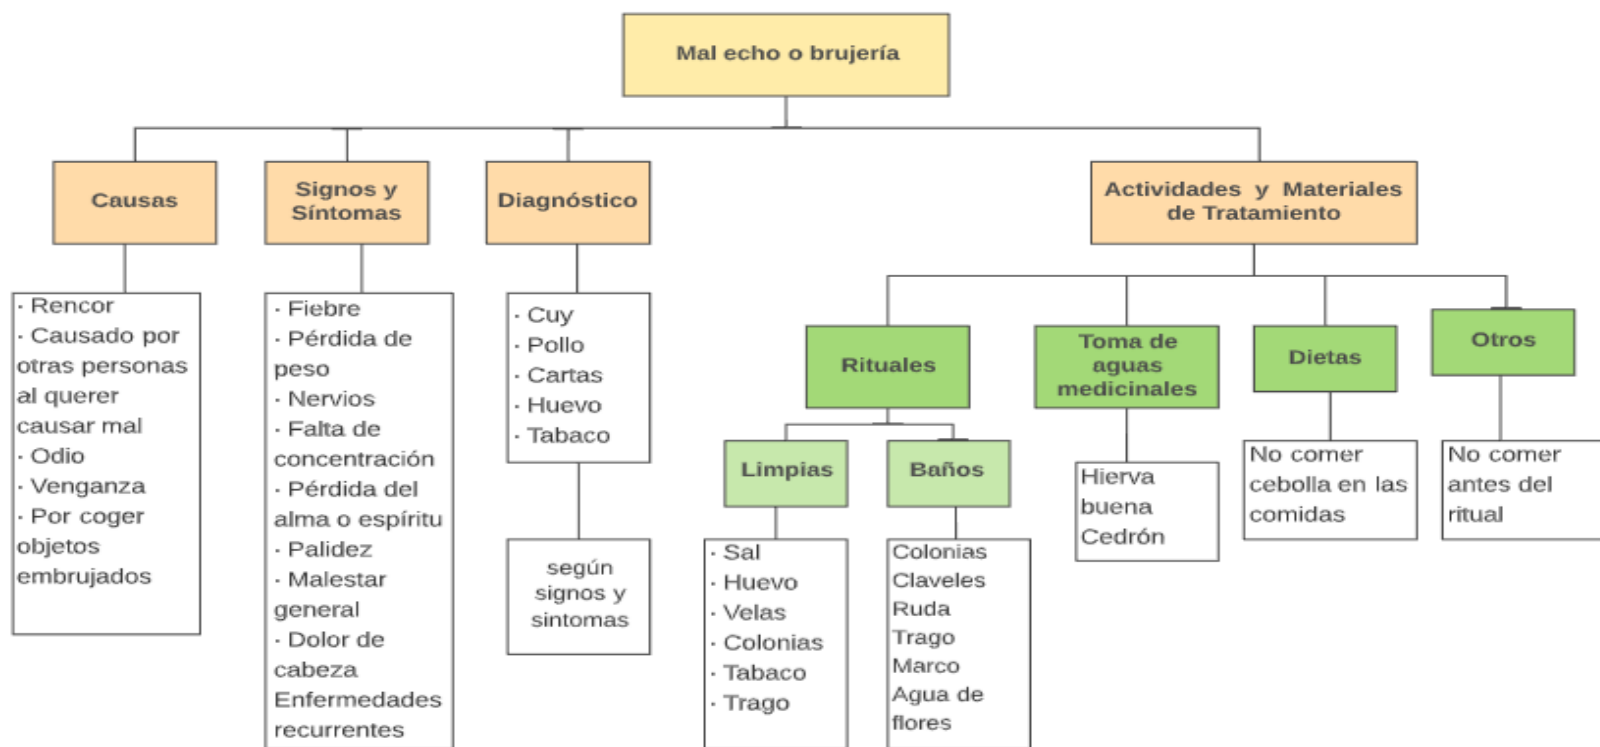 Mal echo o brujería
Causas
Signos y
Síntomas
Diagnóstico
Actividades y Materiales
de Tratamiento
· Rencor
· Causado por
otras personas
al querer
causar mal
· Odio
· Venganza
· Por coger
objetos
embrujados
· Fiebre
· Pérdida de
peso
· Nervios
· Falta de
concentración
· Pérdida del
alma o espíritu
· Palidez
· Malestar
general
· Dolor de
cabeza
Enfermedades
recurrentes
· Cuy
· Pollo
· Cartas
· Huevo
· Tabaco
según
signos y
sintomas
Rituales
Limpias
· Sal
· Huevo
· Velas
· Colonias
· Tabaco
· Trago
Baños
Colonias
Claveles
Ruda
Trago
Marco
Agua de
flores
Toma de
aguas
medicinales
Hierva
buena
Cedrón
Dietas
No comer
cebolla en las
comidas
Otros
No comer
antes del
ritual